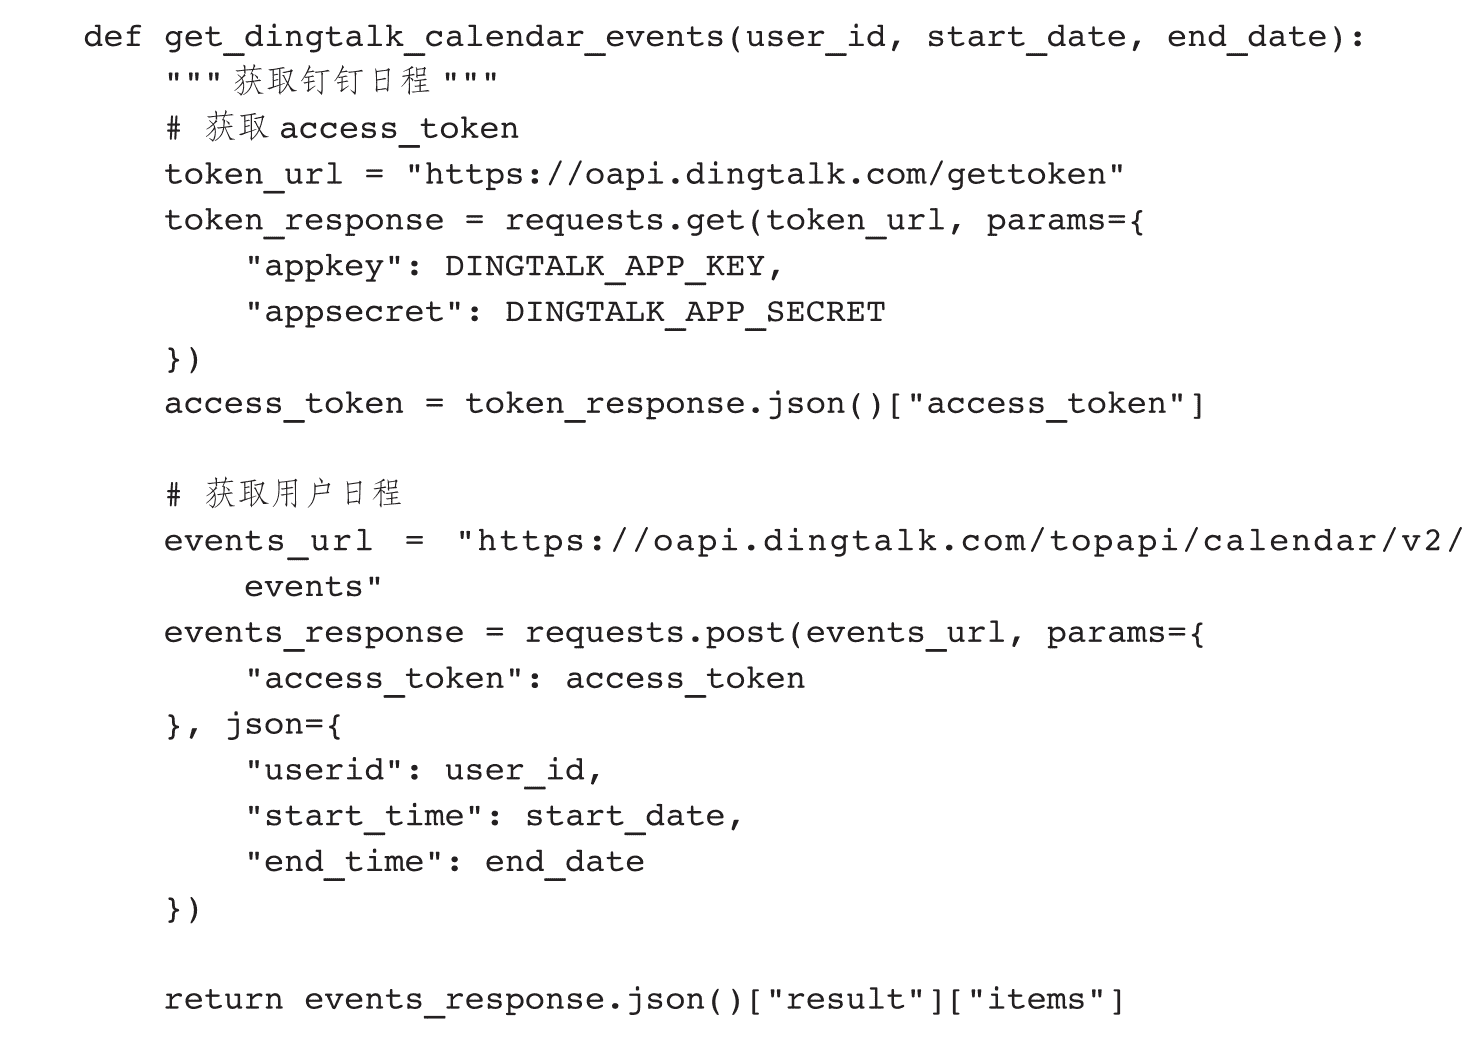 def get_dingtalk_calendar_events(user_id, start_date, end_date):
    """ 获取钉钉日程 """
    # 获取 access_token
    token_url = "https://oapi.dingtalk.com/gettoken"
    token_response = requests.get(token_url, params={
        "appkey": DINGTALK_APP_KEY,
        "appsecret": DINGTALK_APP_SECRET
    })
    access_token = token_response.json()["access_token"]

    # 获取用户日程
    events_url = "https://oapi.dingtalk.com/topapi/calendar/v2/
        events"
    events_response = requests.post(events_url, params={
        "access_token": access_token
    }, json={
        "userid": user_id,
        "start_time": start_date,
        "end_time": end_date
    })

    return events_response.json()["result"]["items"]